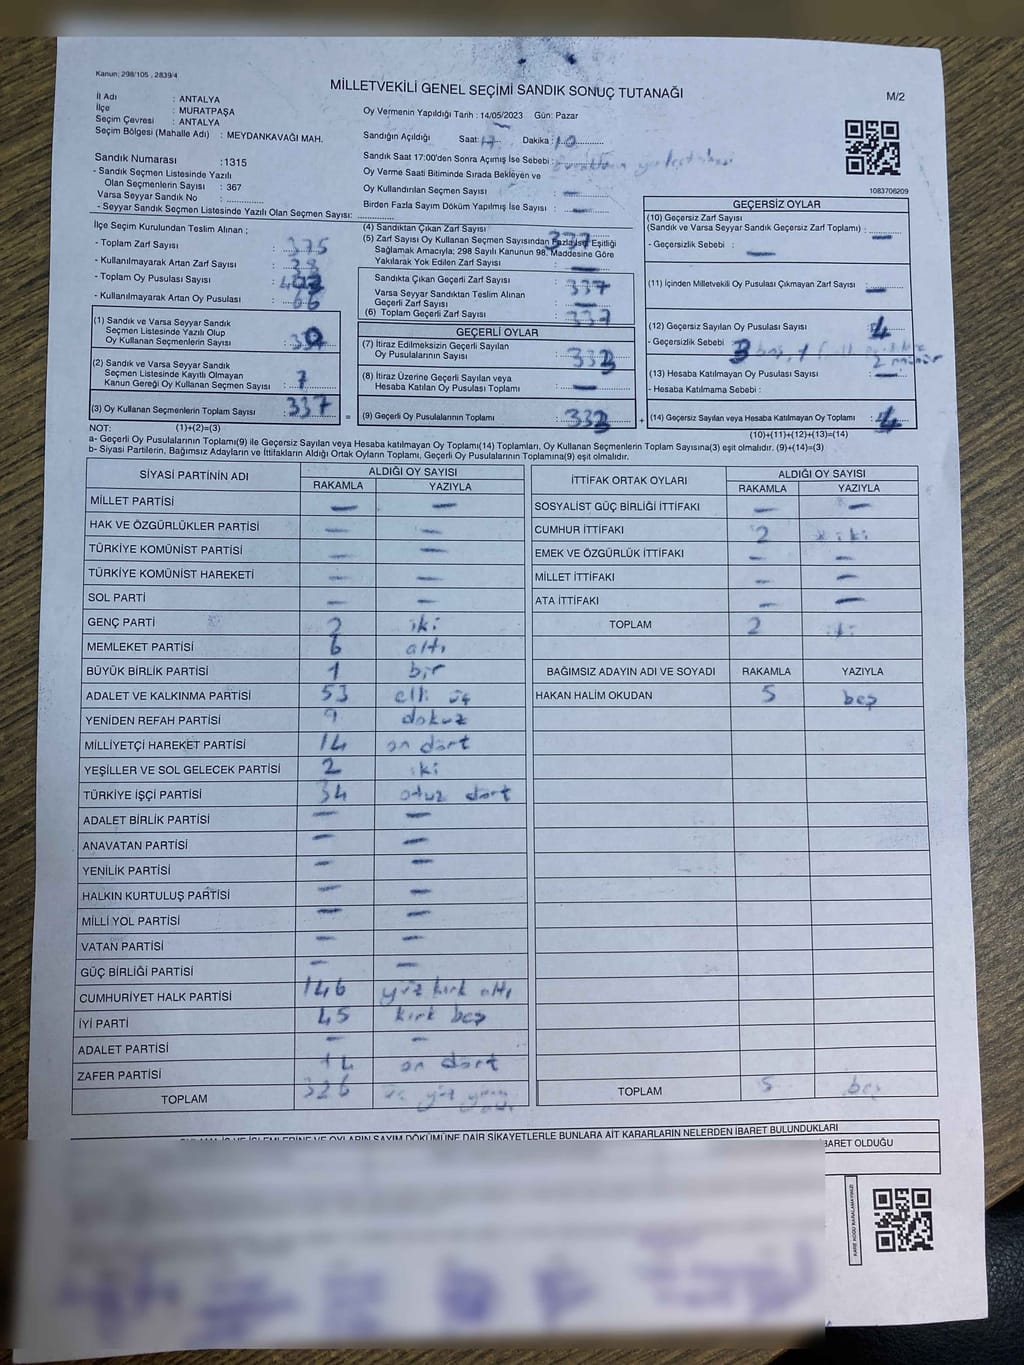 Kanun; 298/105 , 2839/4
MİLLETVEKİLİ GENEL SEÇİMİ SANDIK SONUÇ TUTANAĞI
M/2
İl Adı : ANTALYA
İlçe : MURATPAŞA
Seçim Çevresi : ANTALYA
Seçim Bölgesi (Mahalle Adı) : MEYDANKAVAĞI MAH.
Sandık Numarası :1315
- Sandık Seçmen Listesinde Yazılı
Olan Seçmenlerin Sayısı : 367
Varsa Seyyar Sandık No :
- Seyyar Sandık Seçmen Listesinde Yazılı Olan Seçmen Sayısı:
Oy Vermenin Yapıldığı Tarih : 14/05/2023 Gün: Pazar
Sandığın Açıldığı Saat: 17 Dakika : 10
Sandık Saat 17:00'den Sonra Açımış İse Sebebi :
Oy Verme Saati Bitiminde Sırada Bekleyen ve
Oy Kullandırılan Seçmen Sayısı : —
Birden Fazla Sayım Döküm Yapılmış İse Sayısı : —
1083706209
İlçe Seçim Kurulundan Teslim Alınan ;
- Toplam Zarf Sayısı : 375
- Kullanılmayarak Artan Zarf Sayısı : 38
- Toplam Oy Pusulası Sayısı :
- Kullanılmayarak Artan Oy Pusulası : 66
(1) Sandık ve Varsa Seyyar Sandık
Seçmen Listesinde Yazılı Olup
Oy Kullanan Seçmenlerin Sayısı : 330
(2) Sandık ve Varsa Seyyar Sandık
Seçmen Listesinde Kayıtlı Olmayan
Kanun Gereği Oy Kullanan Seçmen Sayısı : 7
(3) Oy Kullanan Seçmenlerin Toplam Sayısı : 337 =
(4) Sandıktan Çıkan Zarf Sayısı : 337
(5) Zarf Sayısı Oy Kullanan Seçmen Sayısından Fazla İse, Eşitliği
Sağlamak Amacıyla; 298 Sayılı Kanunun 98. Maddesine Göre
Yakılarak Yok Edilen Zarf Sayısı : —
Sandıkta Çıkan Geçerli Zarf Sayısı : 337
Varsa Seyyar Sandıktan Teslim Alınan
Geçerli Zarf Sayısı : —
(6) Toplam Geçerli Zarf Sayısı : 337
GEÇERLİ OYLAR
(7) İtiraz Edilmeksizin Geçerli Sayılan
Oy Pusulalarının Sayısı : 333
(8) İtiraz Üzerine Geçerli Sayılan veya
Hesaba Katılan Oy Pusulası Toplamı : —
(9) Geçerli Oy Pusulalarının Toplamı : 333 +
GEÇERSİZ OYLAR
(10) Geçersiz Zarf Sayısı
(Sandık ve Varsa Seyyar Sandık Geçersiz Zarf Toplamı) : —
- Geçersizlik Sebebi : —
(11) İçinden Milletvekili Oy Pusulası Çıkmayan Zarf Sayısı : —
(12) Geçersiz Sayılan Oy Pusulası Sayısı : 4
- Geçersizlik Sebebi : 3 boş, 1
(13) Hesaba Katılmayan Oy Pusulası Sayısı : —
- Hesaba Katılmama Sebebi :
(14) Geçersiz Sayılan veya Hesaba Katılmayan Oy Toplamı : 4
NOT: (1)+(2)=(3)
(10)+(11)+(12)+(13)=(14)
a- Geçerli Oy Pusulalarının Toplamı(9) ile Geçersiz Sayılan veya Hesaba katılmayan Oy Toplamı(14) Toplamları, Oy Kullanan Seçmenlerin Toplam Sayısına(3) eşit olmalıdır. (9)+(14)=(3)
b- Siyasi Partilerin, Bağımsız Adayların ve İttifakların Aldığı Ortak Oyların Toplamı, Geçerli Oy Pusulalarının Toplamına(9) eşit olmalıdır.
SİYASİ PARTİNİN ADI ALDIĞI OY SAYISI
RAKAMLA YAZIYLA
MİLLET PARTİSİ — —
HAK VE ÖZGÜRLÜKLER PARTİSİ — —
TÜRKİYE KOMÜNİST PARTİSİ — —
TÜRKİYE KOMÜNİST HAREKETİ — —
SOL PARTİ — —
GENÇ PARTİ 2 iki
MEMLEKET PARTİSİ 6 altı
BÜYÜK BİRLİK PARTİSİ 1 bir
ADALET VE KALKINMA PARTİSİ 53 elli üç
YENİDEN REFAH PARTİSİ 9 dokuz
MİLLİYETÇİ HAREKET PARTİSİ 14 on dört
YEŞİLLER VE SOL GELECEK PARTİSİ 2 iki
TÜRKİYE İŞÇİ PARTİSİ 34 otuz dört
ADALET BİRLİK PARTİSİ — —
ANAVATAN PARTİSİ — —
YENİLİK PARTİSİ — —
HALKIN KURTULUŞ PARTİSİ — —
MİLLİ YOL PARTİSİ — —
VATAN PARTİSİ — —
GÜÇ BİRLİĞİ PARTİSİ — —
CUMHURİYET HALK PARTİSİ 146 yüz kırk altı
İYİ PARTİ 45 kırk beş
ADALET PARTİSİ — —
ZAFER PARTİSİ 14 on dört
TOPLAM 326 üç yüz yirmi altı
İTTİFAK ORTAK OYLARI ALDIĞI OY SAYISI
RAKAMLA YAZIYLA
SOSYALİST GÜÇ BİRLİĞİ İTTİFAKI — —
CUMHUR İTTİFAKI 2 iki
EMEK VE ÖZGÜRLÜK İTTİFAKI — —
MİLLET İTTİFAKI — —
ATA İTTİFAKI — —
TOPLAM 2 iki
BAĞIMSIZ ADAYIN ADI VE SOYADI RAKAMLA YAZIYLA
HAKAN HALİM OKUDAN 5 beş
TOPLAM 5 beş
OYLARIN SAYIM DÖKÜMÜNE DAİR ŞİKAYETLERLE BUNLARA AİT KARARLARIN NELERDEN İBARET BULUNDUKLARI
İBARET OLDUĞU
KARE KODU KARALAMAYINIZ!